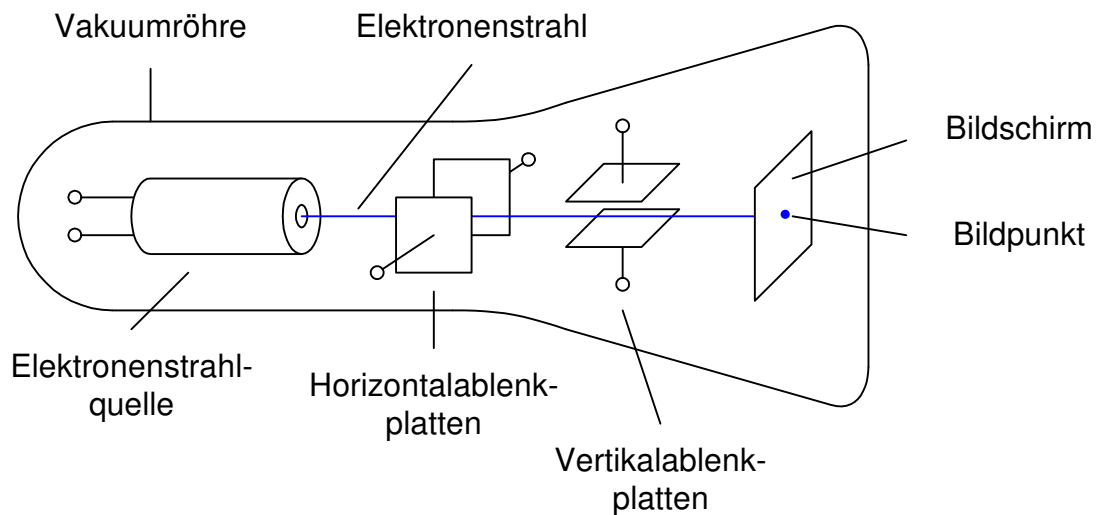 Vakuumröhre
Elektronenstrahl
Bildschirm
Bildpunkt
Elektronenstrahl-
quelle
Horizontalablenk-
platten
Vertikalablenk-
platten